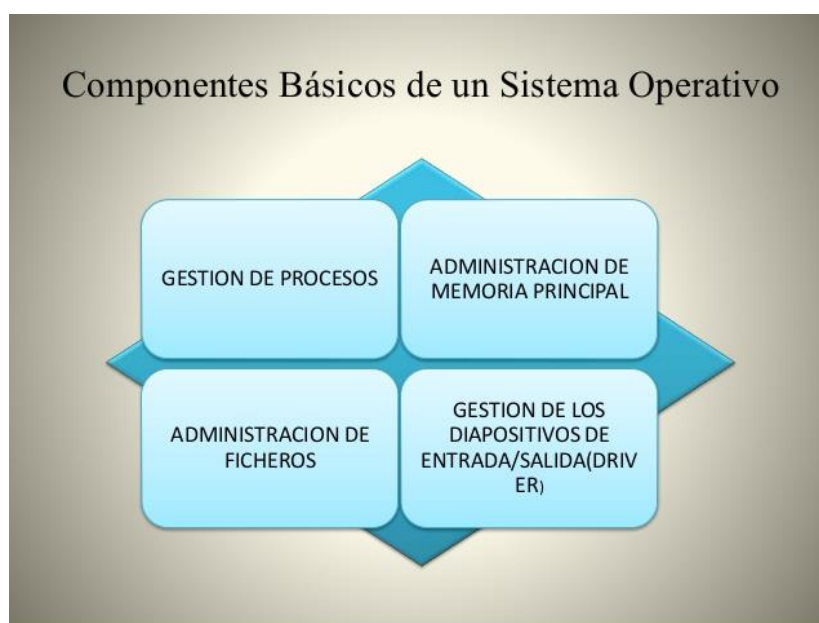 Componentes Básicos de un Sistema Operativo
GESTION DE PROCESOS
ADMINISTRACION DE
MEMORIA PRINCIPAL
ADMINISTRACION DE
FICHEROS
GESTION DE LOS
DIAPOSITIVOS DE
ENTRADA/SALIDA(DRIV
ER)